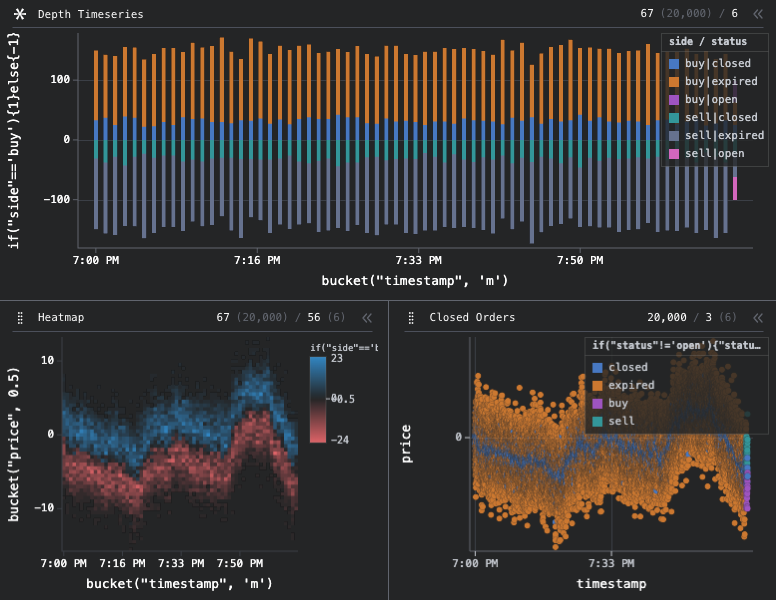 Depth Timeseries
67 (20,000) / 6
if("side"=='buy'){1}else{-1}
100
0
-100
side / status
buy|closed
buy|expired
buy|open
sell|closed
sell|expired
sell|open
7:00 PM 7:16 PM 7:33 PM 7:50 PM
bucket("timestamp", 'm')
Heatmap
67 (20,000) / 56 (6)
bucket("price", 0.5)
10
0
-10
if("side"=='b
23
-24
7:00 PM 7:16 PM 7:33 PM 7:50 PM
bucket("timestamp", 'm')
Closed Orders
20,000 / 3 (6)
price
0
if("status"!='open'){"statu…
closed
expired
buy
sell
7:00 PM 7:33 PM
timestamp